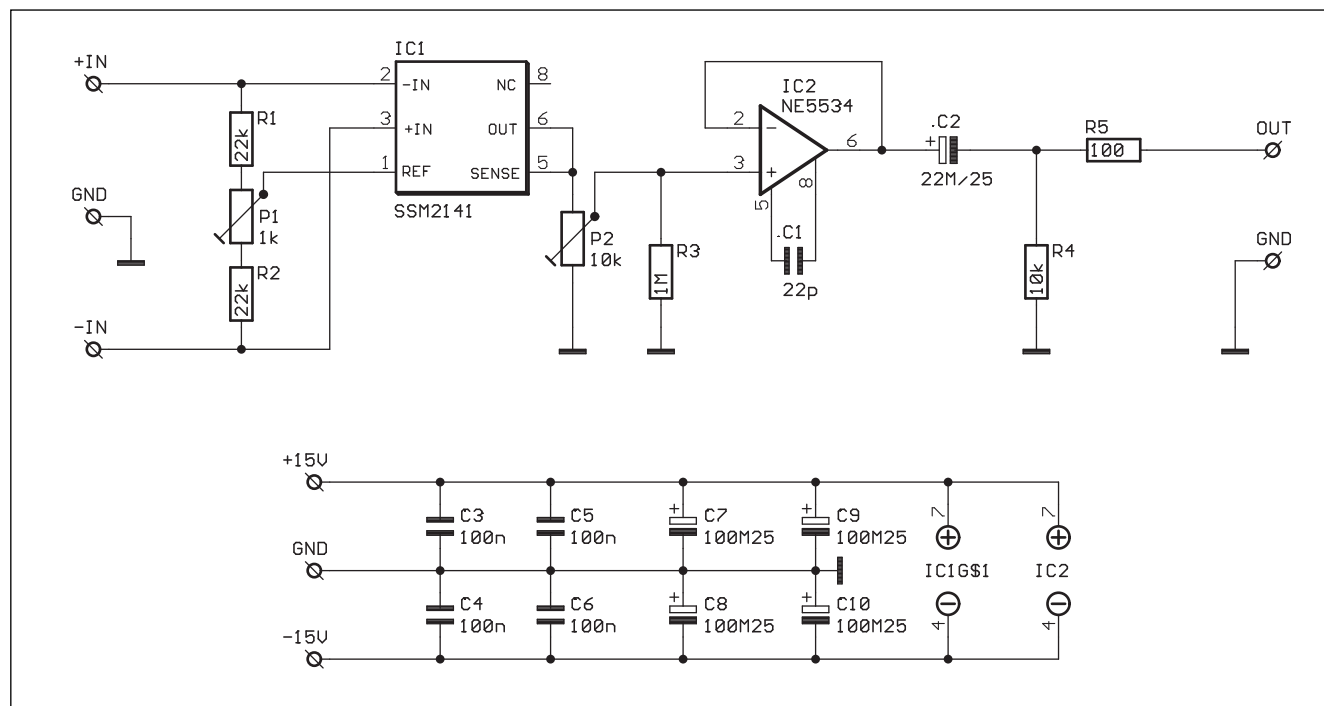 +IN
GND
-IN
R1
22k
P1
1k
R2
22k
IC1
2
-IN
NC
8
3
+IN
OUT
6
1
REF
SENSE
5
SSM2141
P2
10k
R3
1M
IC2
NE5534
2
-
3
+
6
5
8
.C1
22p
+
.C2
22M/25
R4
10k
R5
100
OUT
GND
+15V
GND
-15V
C3
100n
C5
100n
+
C7
100M25
+
C9
100M25
C4
100n
C6
100n
+
C8
100M25
+
C10
100M25
7
+
IC1G$1
-
4
7
+
IC2
-
4